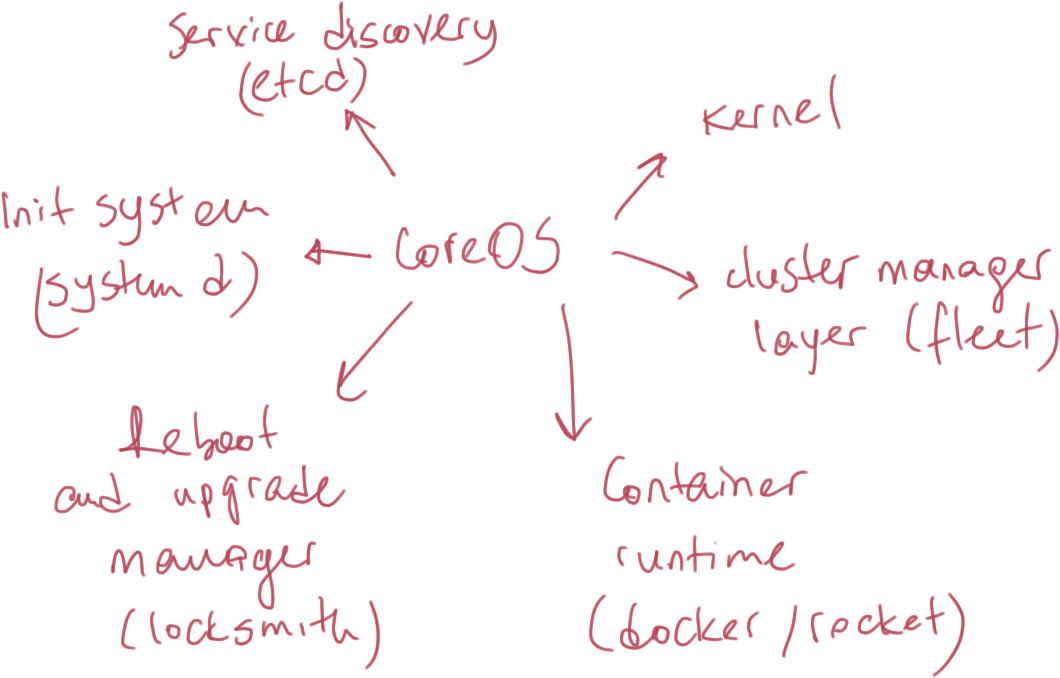 Service discovery
(etcd)
Kernel
Init system
(system d)
CoreOS
cluster manager
layer (fleet)
Reboot
and upgrade
manager
(locksmith)
Container
runtime
(docker/rocket)